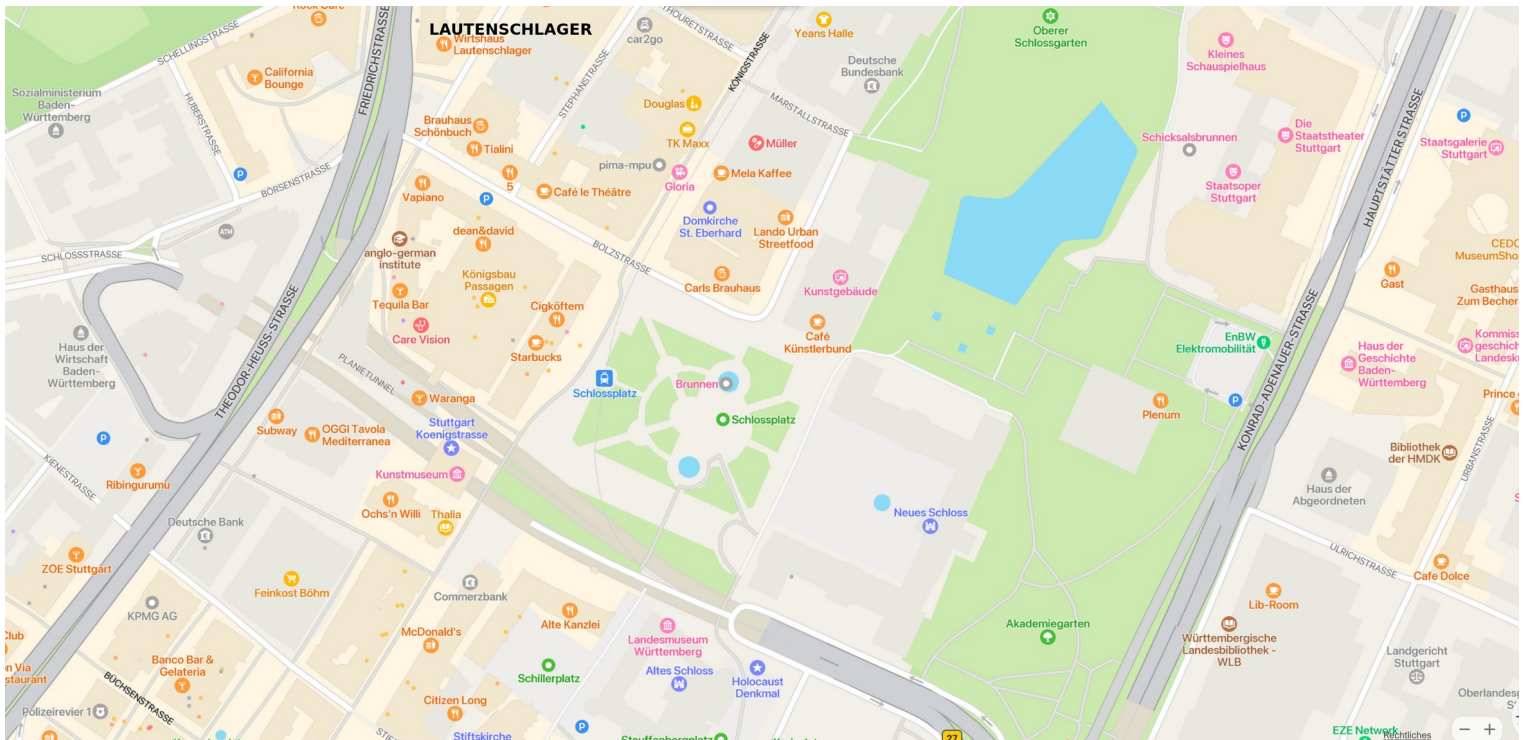 Rock Café
SCHELLINGSTRASSE
FRIEDRICHSTRASSE
LAUTENSCHLAGER
Wirtshaus
Lautenschlager
car2go
THOURETSTRASSE
KÖNIGSTRASSE
Yeans Halle
Oberer
Schlossgarten
Kleines
Schauspielhaus
Deutsche
Bundesbank
California
Bounge
Sozialministerium
Baden-
Württemberg
HUBERSTRASSE
STEPHANSTRASSE
Douglas
TK Maxx
MARSTALLSTRASSE
Brauhaus
Schönbuch
Tialini
Müller
Schicksalsbrunnen
Die
Staatstheater
Stuttgart
HAUPTSTÄTTER STRASSE
P
Staatsgalerie
Stuttgart
P
BÖRSENSTRASSE
pima-mpu
Gloria
Mela Kaffee
5
Café le Théâtre
Vapiano
P
Staatsoper
Stuttgart
ATM
SCHLOSSSTRASSE
anglo-german
institute
dean&david
BOLZSTRASSE
Domkirche
St. Eberhard
Lando Urban
Streetfood
CEDO
MuseumSho
Königsbau
Passagen
Carls Brauhaus
Kunstgebäude
Gast
Gasthaus
Zum Becher
Tequila Bar
Cigköftem
Care Vision
Starbucks
Café
Künstlerbund
EnBW
Elektromobilität
Haus der
Wirtschaft
Baden-
Württemberg
THEODOR-HEUSS-STRASSE
PLANIETUNNEL
KONRAD-ADENAUER-STRASSE
Haus der
Geschichte
Baden-
Württemberg
Kommiss
geschich
Landesk
Schlossplatz
Brunnen
Waranga
Schlossplatz
Plenum
P
Prince
Subway
OGGI Tavola
Mediterranea
Stuttgart
Koenigstrasse
P
KIENESTRASSE
Ribingurumu
Kunstmuseum
Bibliothek
der HMDK
URBANSTRASSE
Haus der
Abgeordneten
Ochs'n Willi
Thalia
Neues Schloss
Deutsche Bank
ZOE Stuttgart
ULRICHSTRASSE
Cafe Dolce
Feinkost Böhm
Commerzbank
KPMG AG
Lib-Room
Alte Kanzlei
McDonald's
Landesmuseum
Württemberg
Akademiegarten
Württembergische
Landesbibliothek -
WLB
Club
Banco Bar &
Gelateria
Landgericht
Stuttgart
Schillerplatz
Altes Schloss
Holocaust
Denkmal
BÜCHSENSTRASSE
Polizeirevier 1
Citizen Long
Oberlandes
P
Stiftskirche
Stauffenbergplatz
27
EZE Network
Rechtliches